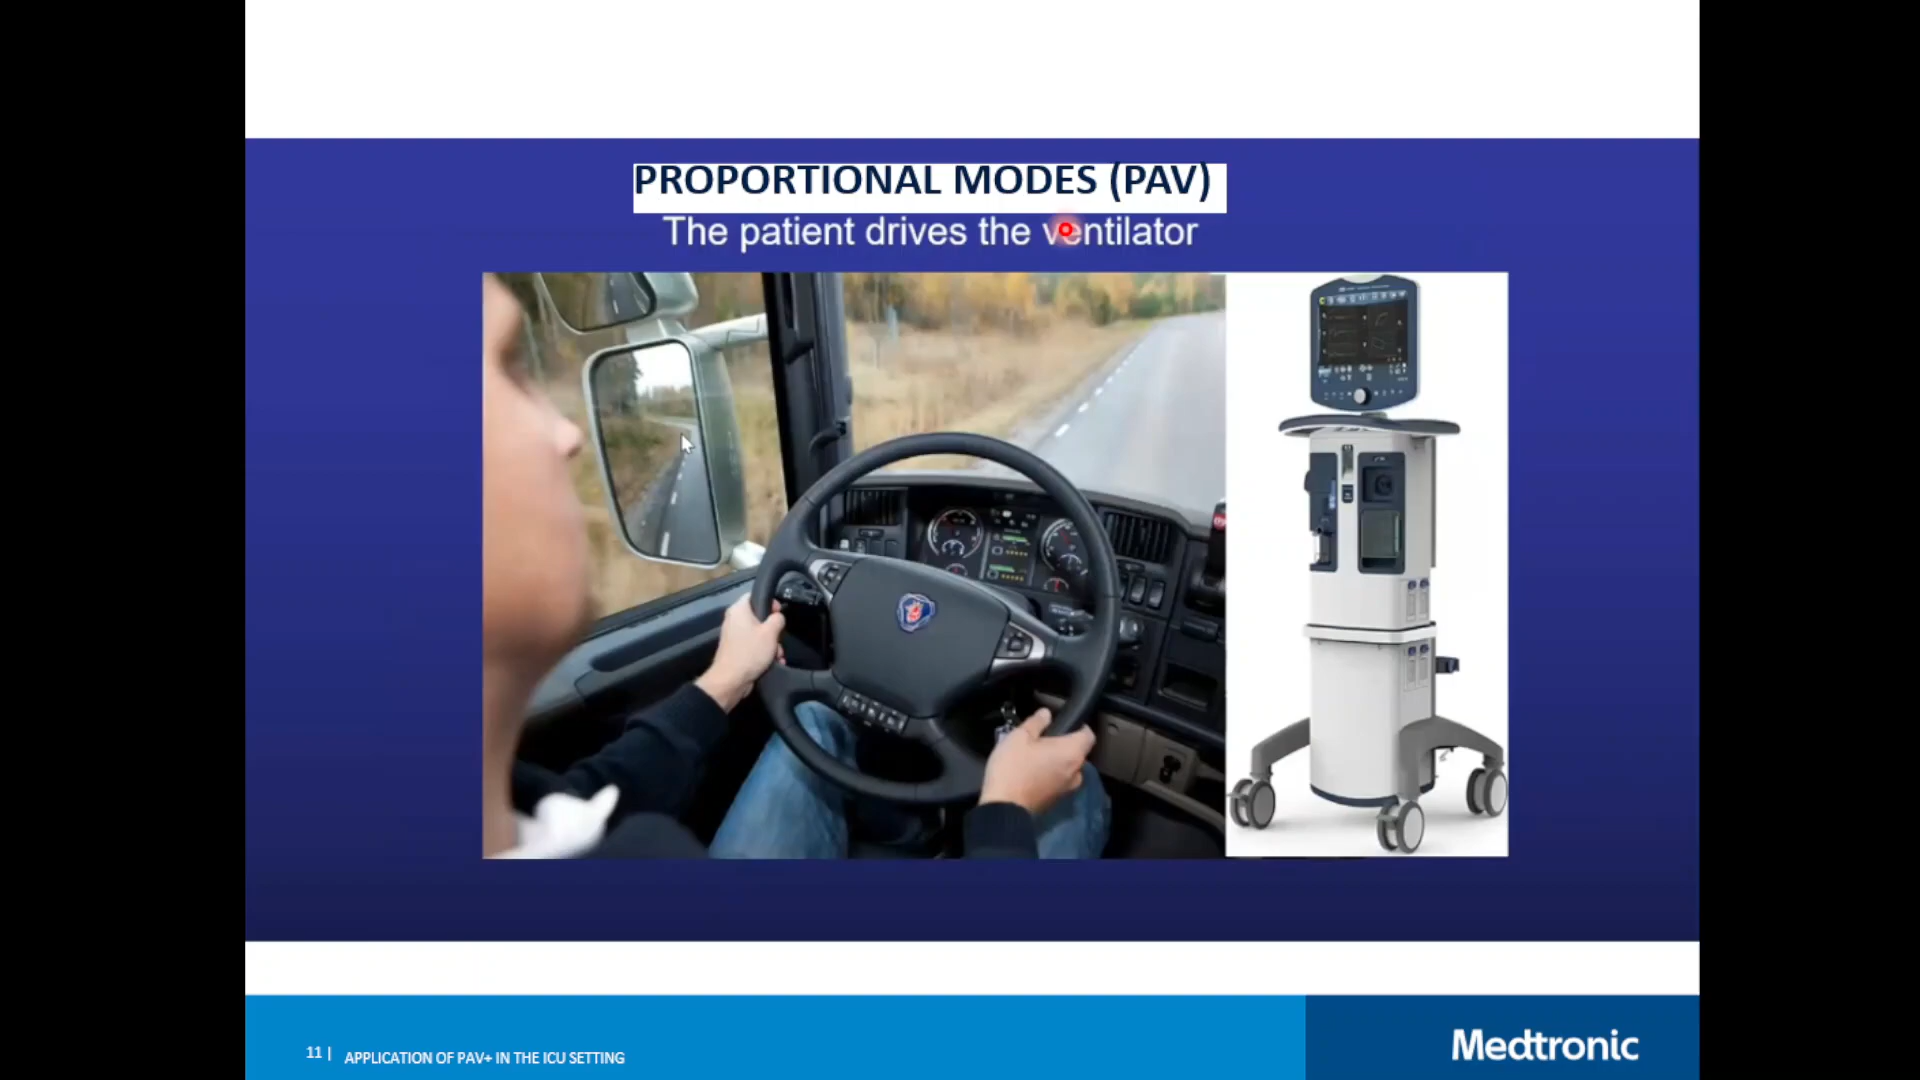 PROPORTIONAL MODES (PAV)
The patient drives the ventilator
11 |
APPLICATION OF PAV+ IN THE ICU SETTING
Medtronic